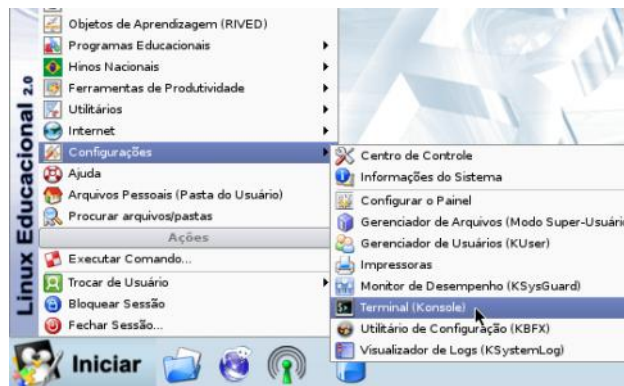 Objetos de Aprendizagem (RIVED)
Programas Educacionais
Hinos Nacionais
Ferramentas de Produtividade
Utilitários
Internet
Configurações
Ajuda
Arquivos Pessoais (Pasta do Usuário)
Procurar arquivos/pastas
Ações
Executar Comando...
Trocar de Usuário
Bloquear Sessão
Fechar Sessão...
Linux Educacional 2.0
Centro de Controle
Informações do Sistema
Configurar o Painel
Gerenciador de Arquivos (Modo Super-Usuári
Gerenciador de Usuários (KUser)
Impressoras
Monitor de Desempenho (KSysGuard)
Terminal (Konsole)
Utilitário de Configuração (KBFX)
Visualizador de Logs (KSystemLog)
Iniciar